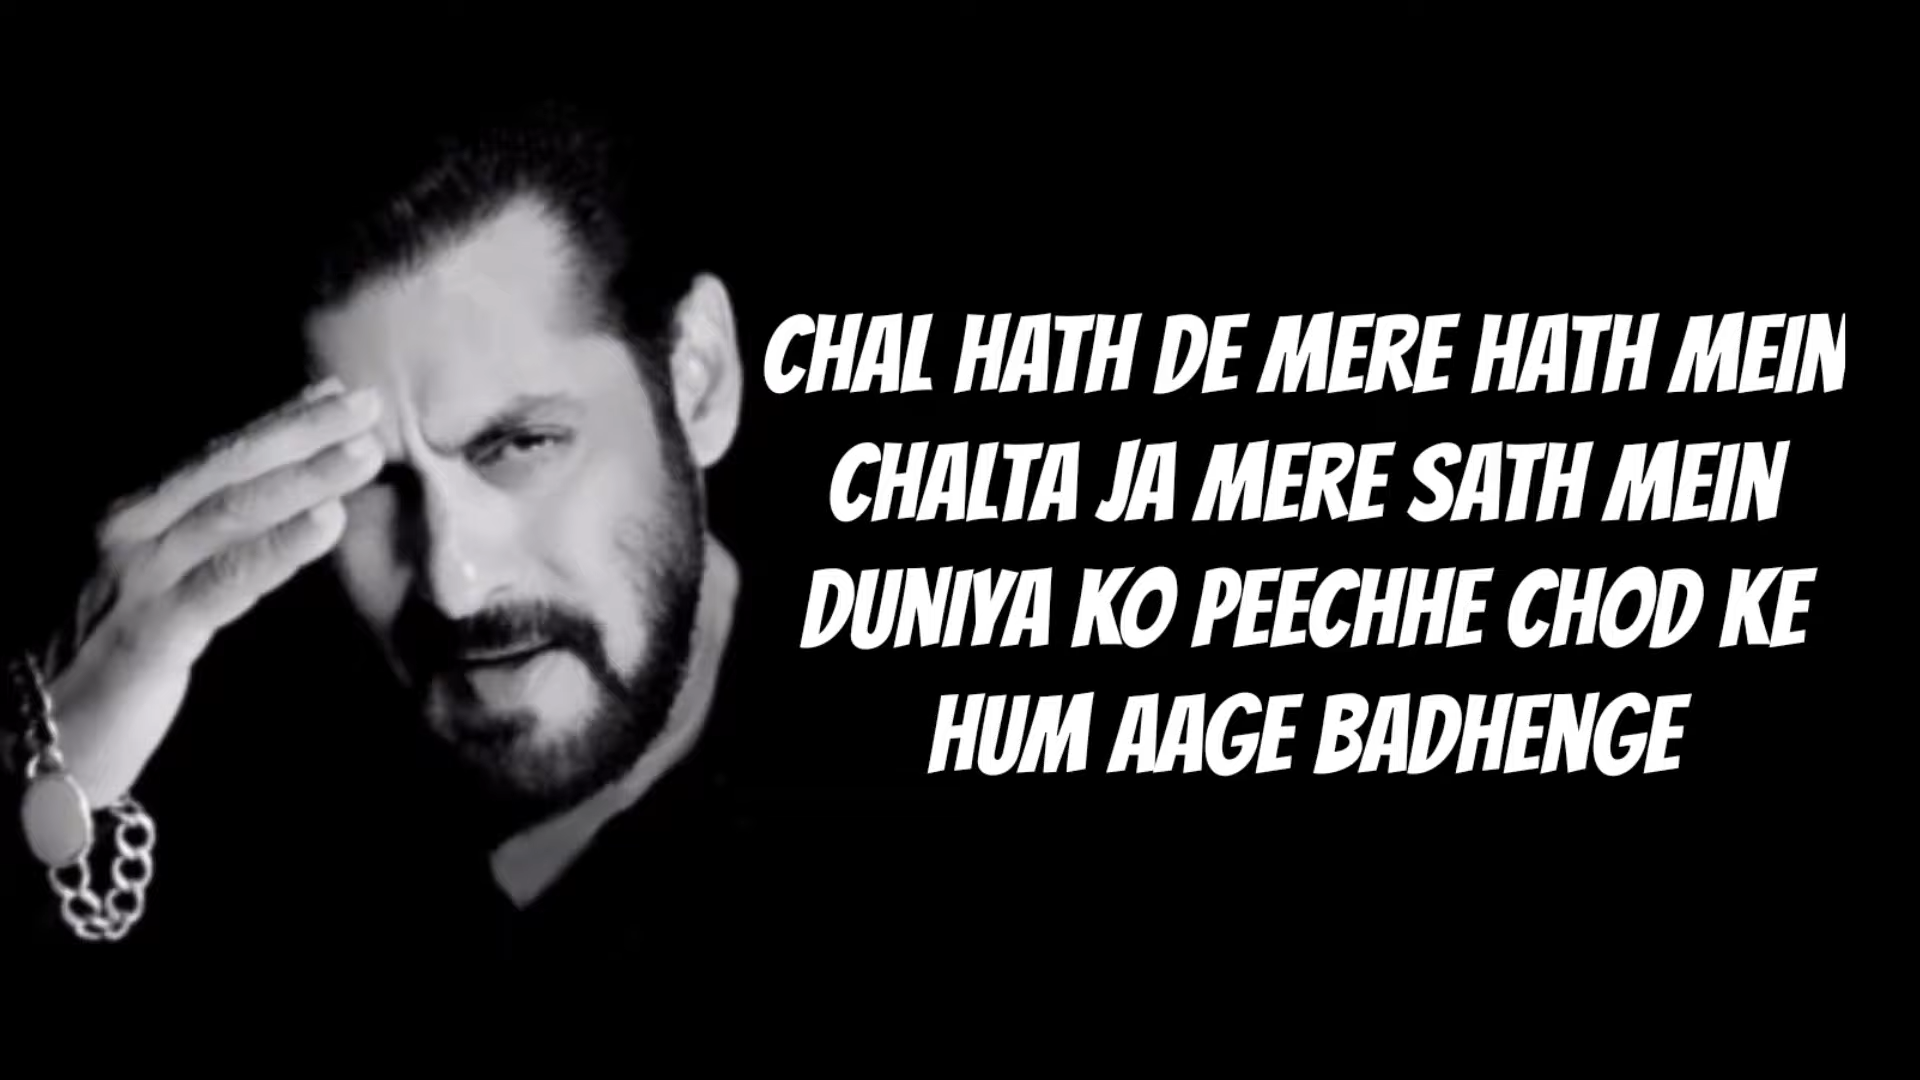 CHAL HATH DE MERE HATH MEIN
CHALTA JA MERE SATH MEIN
DUNIYA KO PEECHHE CHOD KE
HUM AAGE BADHENGE